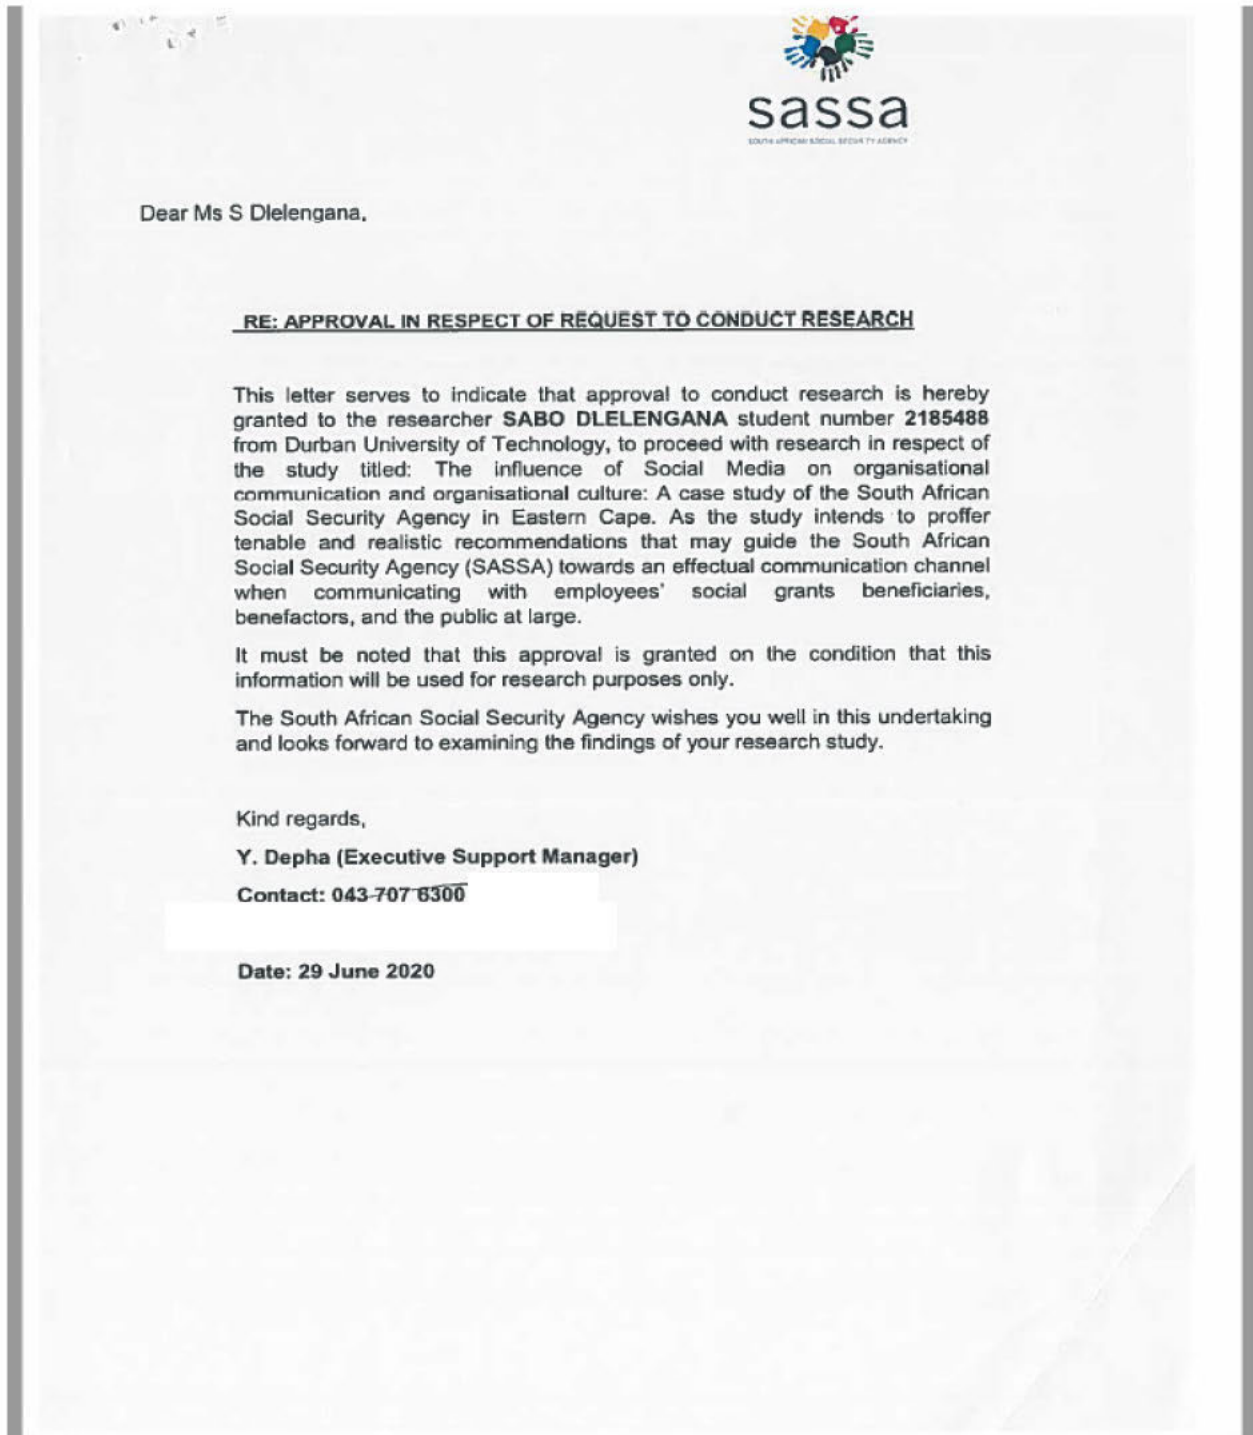 sassa
SOUTH AFRICAN SOCIAL SECURITY AGENCY
Dear Ms S Dlelengana,
RE: APPROVAL IN RESPECT OF REQUEST TO CONDUCT RESEARCH
This letter serves to indicate that approval to conduct research is hereby
granted to the researcher SABO DLELENGANA student number 2185488
from Durban University of Technology, to proceed with research in respect of
the study titled: The influence of Social Media on organisational
communication and organisational culture: A case study of the South African
Social Security Agency in Eastern Cape. As the study intends to proffer
tenable and realistic recommendations that may guide the South African
Social Security Agency (SASSA) towards an effectual communication channel
when communicating with employees' social grants beneficiaries,
benefactors, and the public at large.
It must be noted that this approval is granted on the condition that this
information will be used for research purposes only.
The South African Social Security Agency wishes you well in this undertaking
and looks forward to examining the findings of your research study.
Kind regards,
Y. Depha (Executive Support Manager)
Contact: 043-707 6300
Date: 29 June 2020